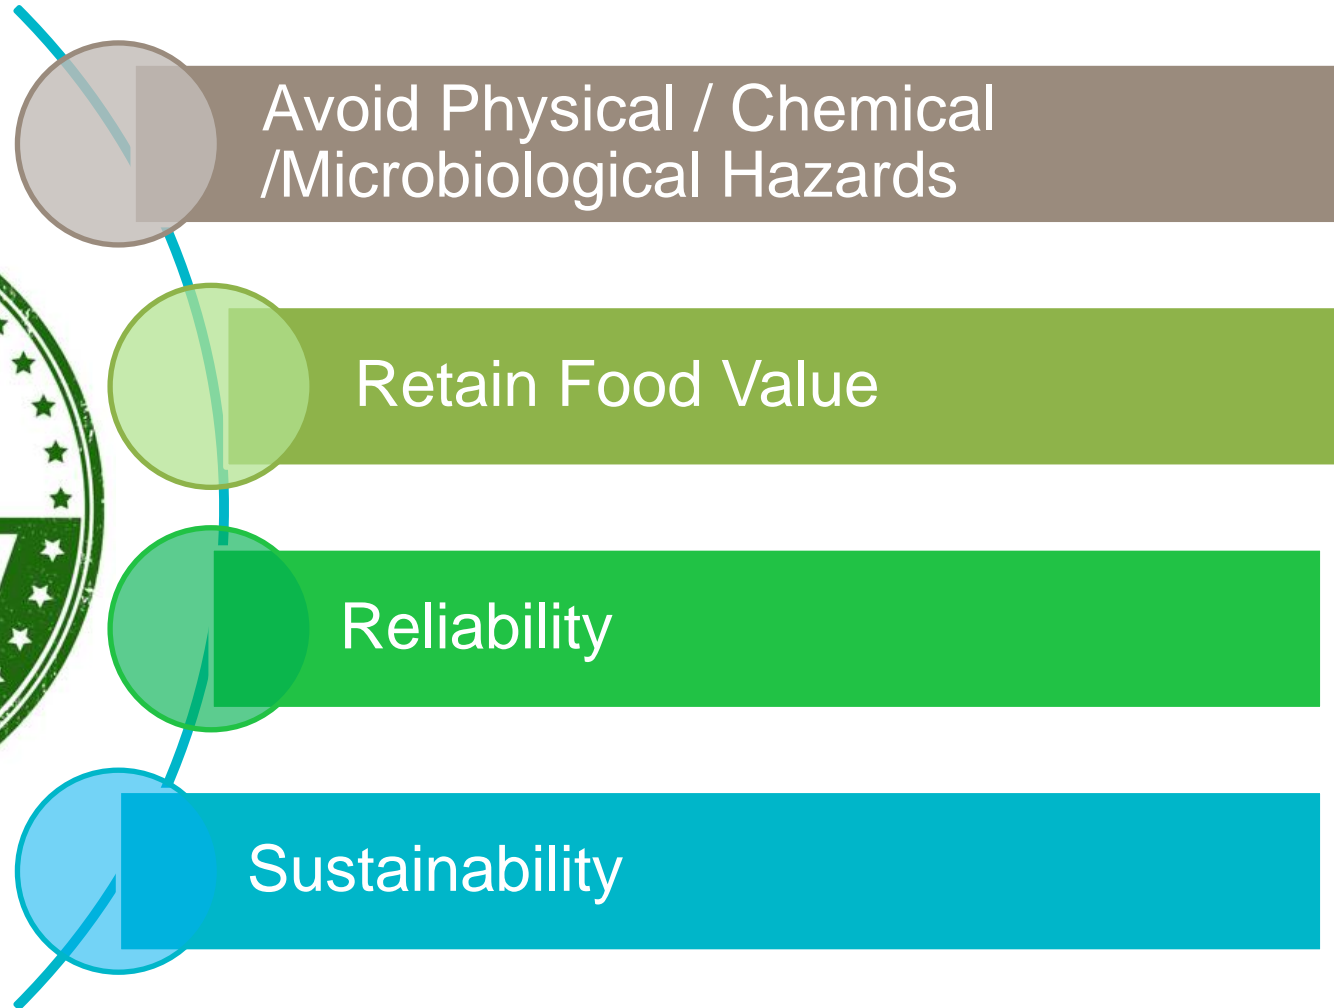 Avoid Physical / Chemical
/Microbiological Hazards
Retain Food Value
Reliability
Sustainability